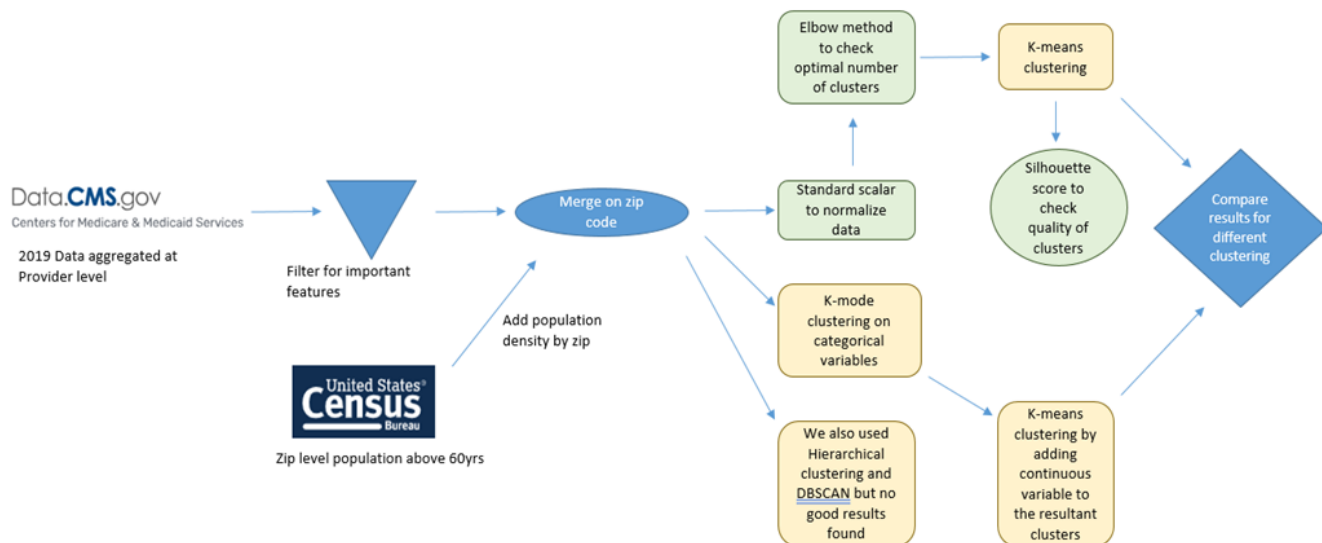 Data.CMS.gov
Centers for Medicare & Medicaid Services
2019 Data aggregated at
Provider level
Filter for important
features
United States®
Census
Bureau
Zip level population above 60yrs
Add population
density by zip
Merge on zip
code
Elbow method
to check
optimal number
of clusters
Standard scalar
to normalize
data
K-mode
clustering on
categorical
variables
We also used
Hierarchical
clustering and
DBSCAN but no
good results
found
K-means
clustering
Silhouette
score to
check
quality of
clusters
K-means
clustering by
adding
continuous
variable to
the resultant
clusters
Compare
results for
different
clustering